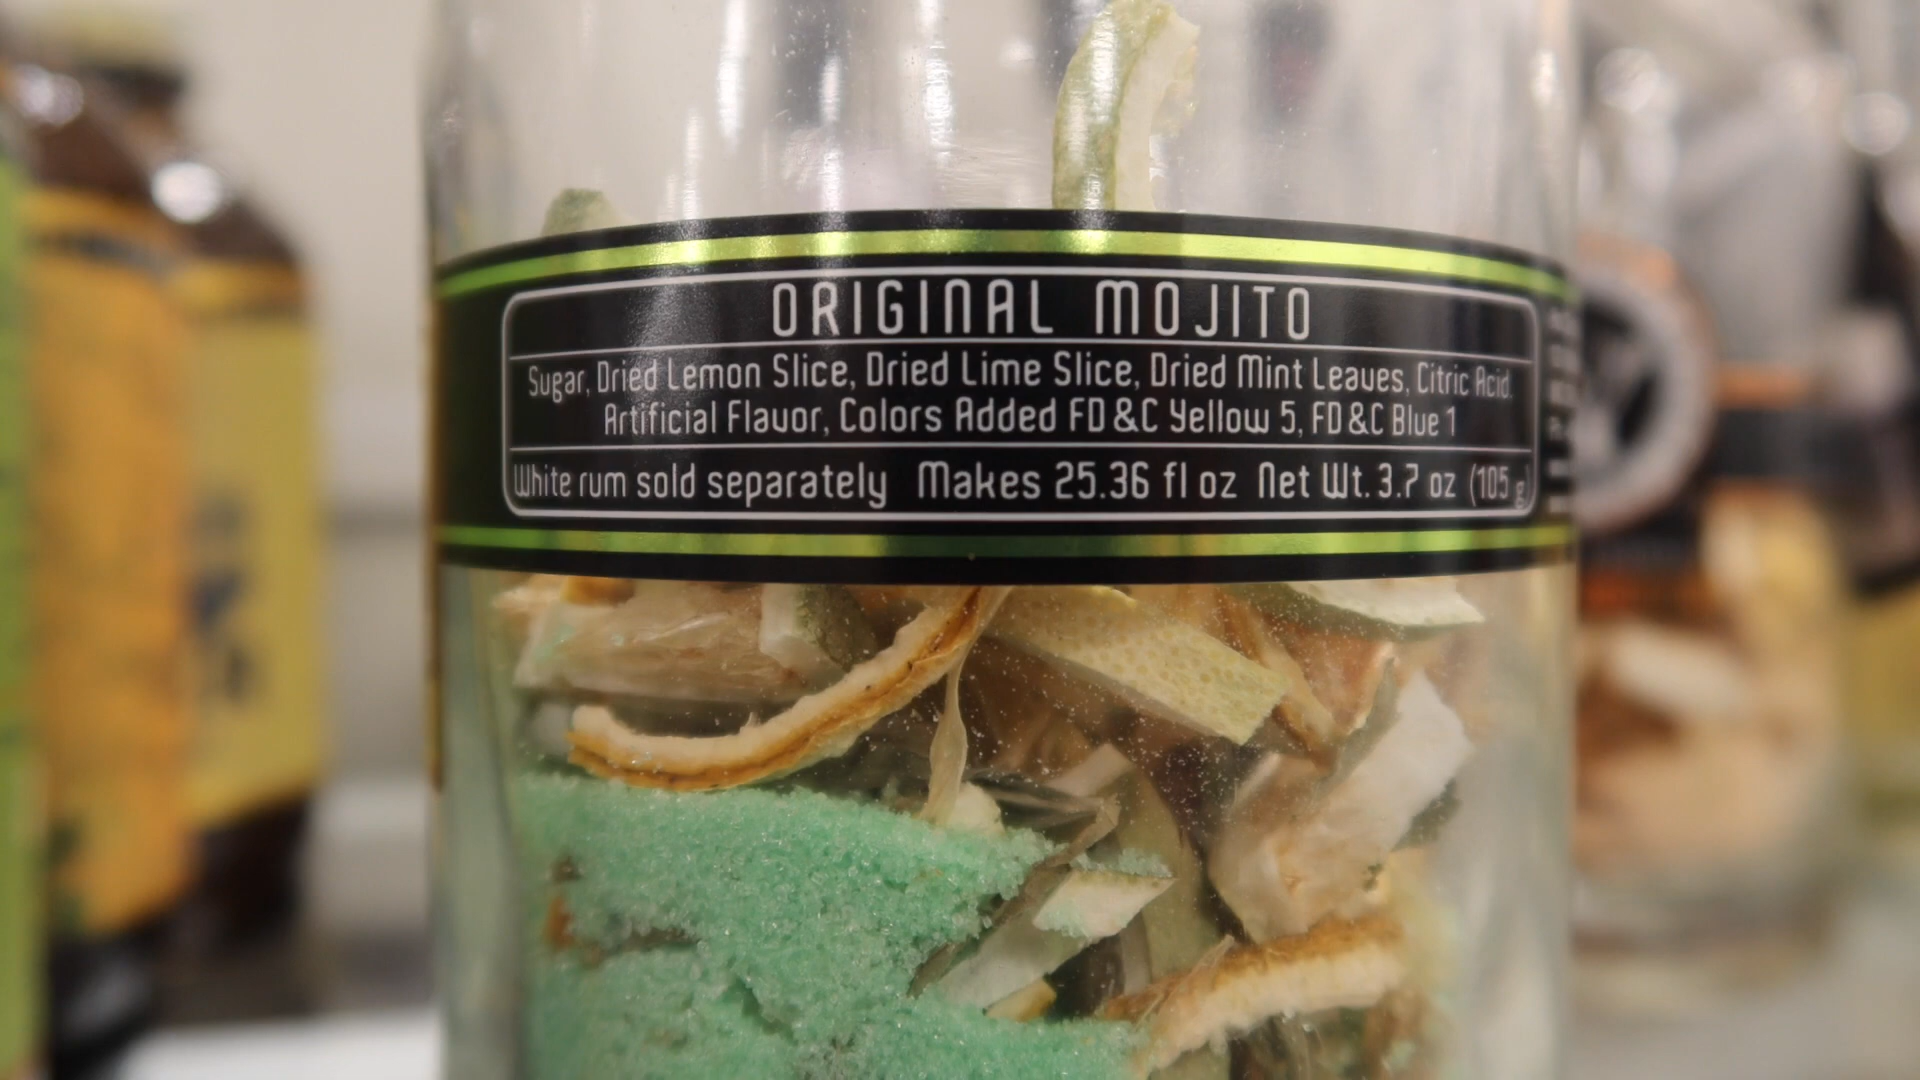 ORIGINAL MOJITO
Sugar, Dried Lemon Slice, Dried Lime Slice, Dried Mint Leaves, Citric Acid.
Artificial Flavor, Colors Added FD&C Yellow 5, FD&C Blue 1
White rum sold separately Makes 25.36 fl oz Net Wt. 3.7 oz (105 g)